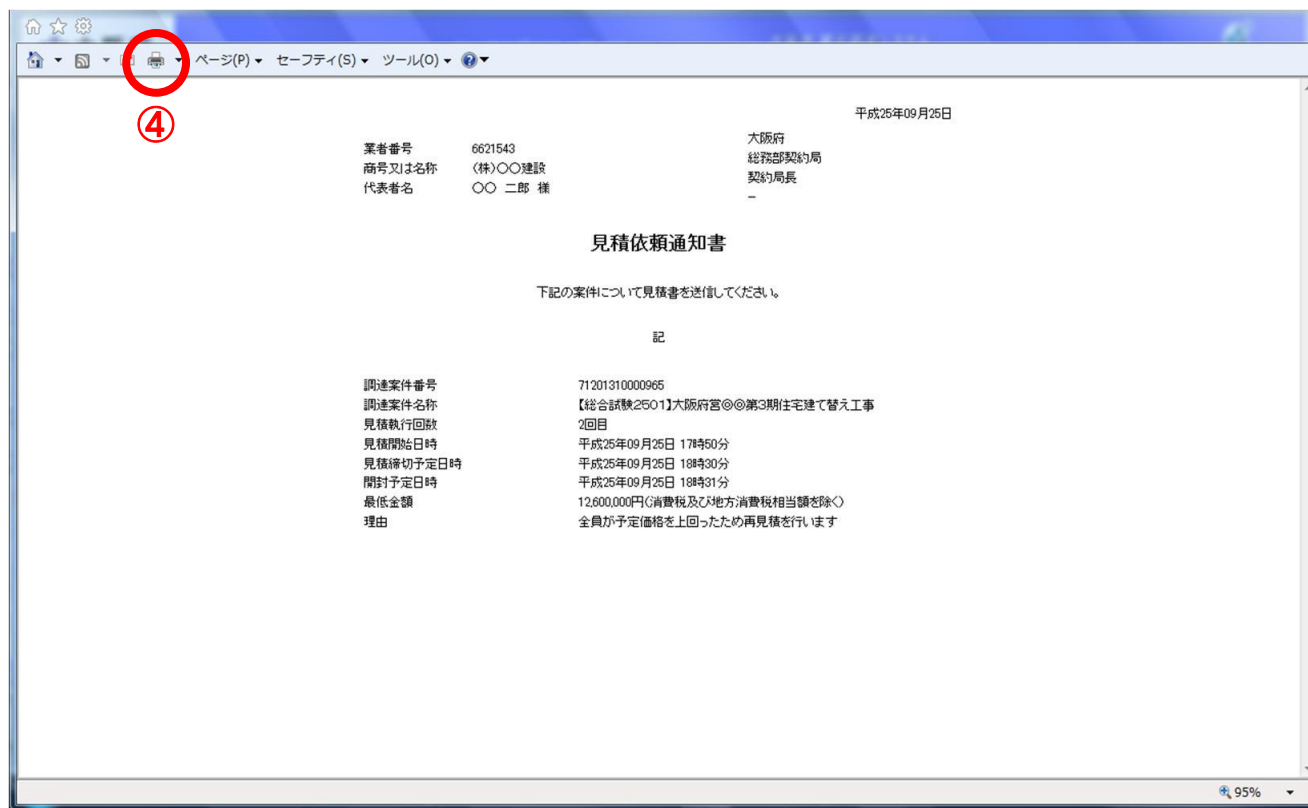 ページ(P) セーフティ(S) ツール(O)
④
平成25年09月25日
大阪府
業者番号 6621543
総務部契約局
商号又は名称 (株)〇〇建設
契約局長
代表者名 〇〇 二郎 様
－
見積依頼通知書
下記の案件について見積書を送信してください。
記
調達案件番号 71201310000965
調達案件名称 【総合試験2501】大阪府営◎◎第3期住宅建て替え工事
見積執行回数 2回目
見積開始日時 平成25年09月25日 17時50分
見積締切予定日時 平成25年09月25日 18時30分
開封予定日時 平成25年09月25日 18時31分
最低金額 12,600,000円(消費税及び地方消費税相当額を除く)
理由 全員が予定価格を上回ったため再見積を行います
95%